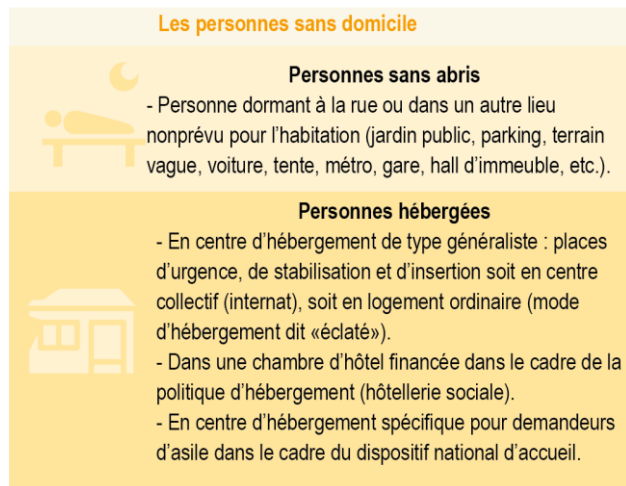 Les personnes sans domicile
Personnes sans abris
- Personne dormant à la rue ou dans un autre lieu
nonprévu pour l’habitation (jardin public, parking, terrain
vague, voiture, tente, métro, gare, hall d’immeuble, etc.).
Personnes hébergées
- En centre d’hébergement de type généraliste : places
d’urgence, de stabilisation et d’insertion soit en centre
collectif (internat), soit en logement ordinaire (mode
d’hébergement dit «éclaté»).
- Dans une chambre d’hôtel financée dans le cadre de la
politique d’hébergement (hôtellerie sociale).
- En centre d’hébergement spécifique pour demandeurs
d’asile dans le cadre du dispositif national d’accueil.